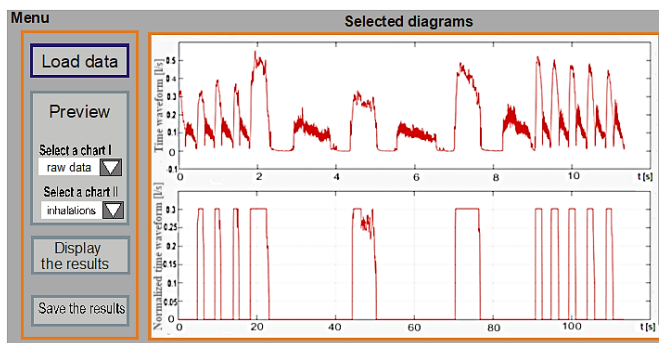 Menu
Selected diagrams
Load data
Preview
Select a chart I
raw data
Select a chart II
inhalations
Display
the results
Save the results
Time waveform [l/s]
0.5
0.4
0.3
0.2
0.1
0
-0.1
0 2 4 6 8 10 t [s]
Normalized time waveform [l/s]
0.3
0.25
0.2
0.15
0.1
0.05
0
0 20 40 60 80 100 t [s]